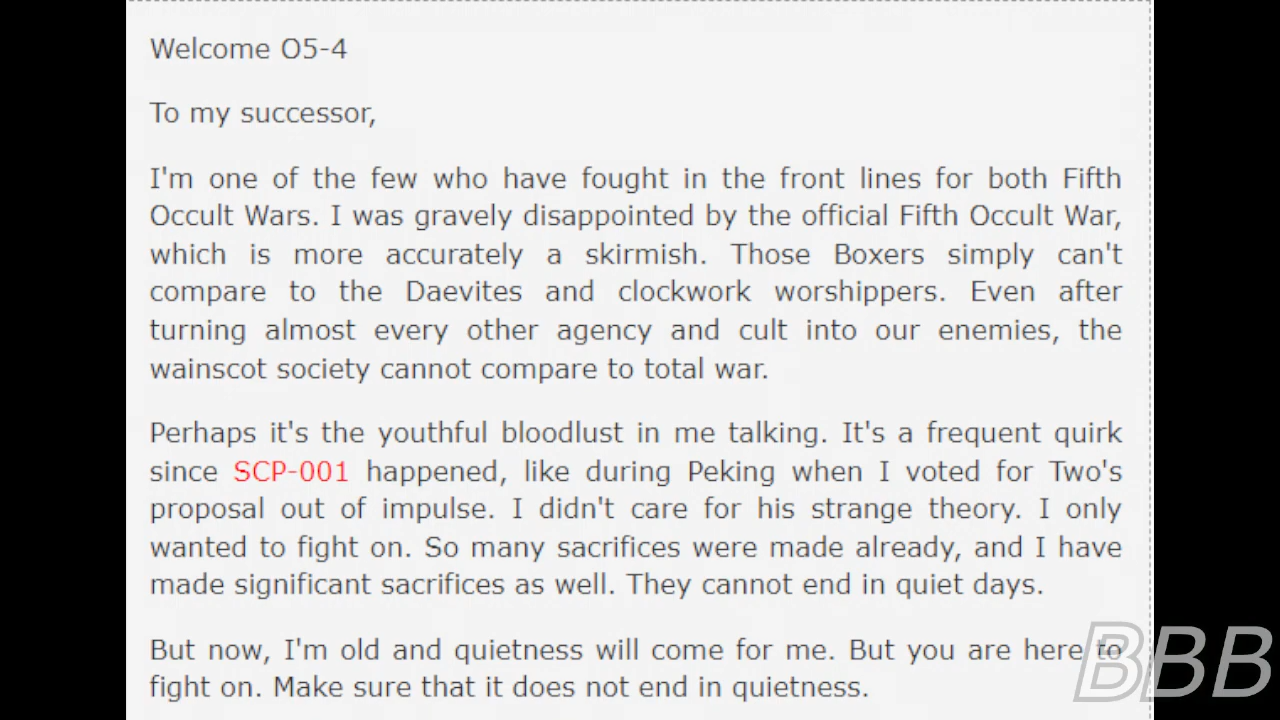 Welcome O5-4
To my successor,
I'm one of the few who have fought in the front lines for both Fifth
Occult Wars. I was gravely disappointed by the official Fifth Occult War,
which is more accurately a skirmish. Those Boxers simply can't
compare to the Daevites and clockwork worshippers. Even after
turning almost every other agency and cult into our enemies, the
wainscot society cannot compare to total war.
Perhaps it's the youthful bloodlust in me talking. It's a frequent quirk
since SCP-001 happened, like during Peking when I voted for Two's
proposal out of impulse. I didn't care for his strange theory. I only
wanted to fight on. So many sacrifices were made already, and I have
made significant sacrifices as well. They cannot end in quiet days.
But now, I'm old and quietness will come for me. But you are here to
fight on. Make sure that it does not end in quietness.
BBB